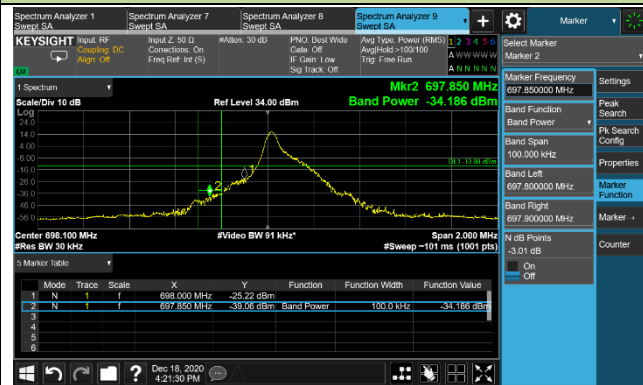 Spectrum Analyzer 1
Swept SA
Spectrum Analyzer 7
Swept SA
Spectrum Analyzer 8
Swept SA
Spectrum Analyzer 9
Swept SA
Marker
KEYSIGHT
Input: RF
Coupling: DC
Align: Off
Input Z: 50 Ω
Corrections: On
Freq Ref: Int (S)
#Atten: 30 dB
PNO: Best Wide
Gate: Off
IF Gain: Low
Sig Track: Off
Avg Type: Power (RMS)
Avg|Hold:>100/100
Trig: Free Run
1 2 3 4 5 6
A W W W W W
A N N N N N
LXI
1 Spectrum
Scale/Div 10 dB
Ref Level 34.00 dBm
Mkr2 697.850 MHz
Band Power -34.186 dBm
Log
24.0
14.0
4.00
-6.00
-16.0
-26.0
-36.0
-46.0
-56.0
DL1 -13.00 dBm
1
2
Center 698.100 MHz
#Video BW 91 kHz*
Span 2.000 MHz
#Res BW 30 kHz
#Sweep ~101 ms (1001 pts)
5 Marker Table
Mode Trace Scale X Y Function Function Width Function Value
1 N 1 f 698.000 MHz -25.22 dBm
2 N 1 f 697.850 MHz -39.06 dBm Band Power 100.0 kHz -34.186 dBm
3
4
5
6
Dec 18, 2020
4:21:30 PM
Select Marker
Marker 2
Marker Frequency
697.850000 MHz
Band Function
Band Power
Band Span
100.000 kHz
Band Left
697.800000 MHz
Band Right
697.900000 MHz
N dB Points
-3.01 dB
On
Off
Settings
Peak
Search
Pk Search
Config
Properties
Marker
Function
Marker→
Counter